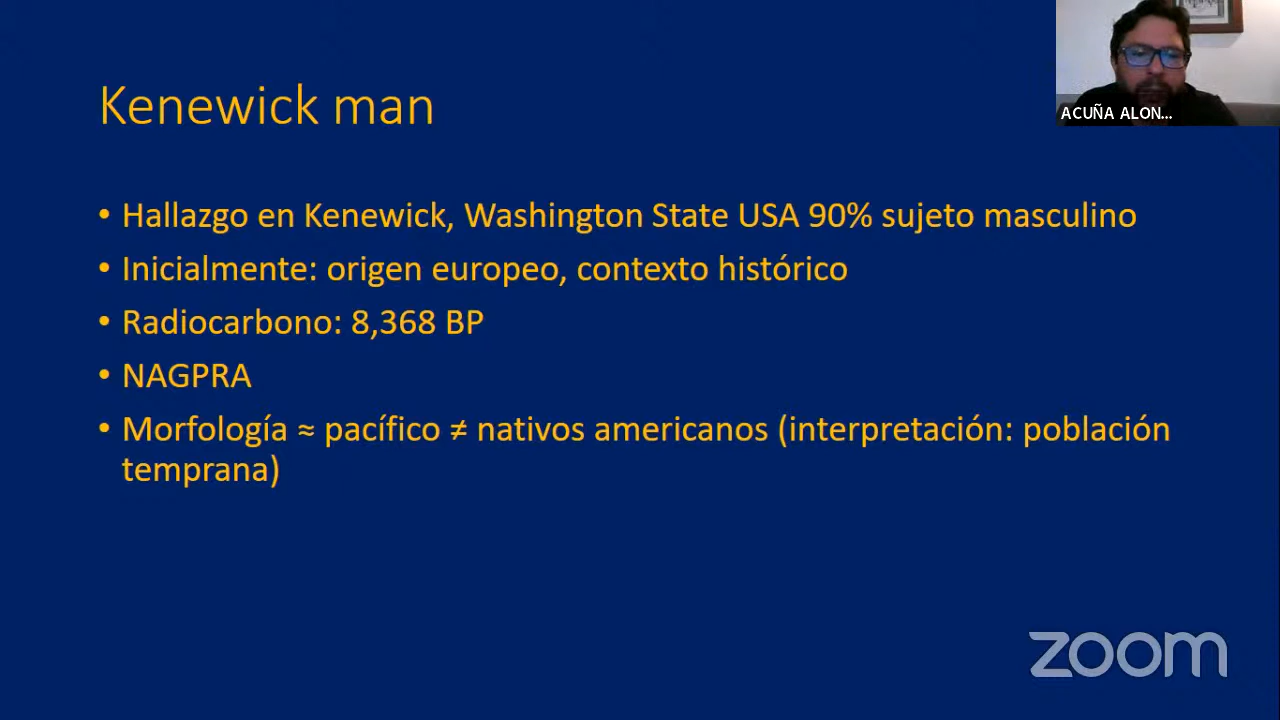 Kenewick man
ACUÑA ALON...
• Hallazgo en Kenewick, Washington State USA 90% sujeto masculino
• Inicialmente: origen europeo, contexto histórico
• Radiocarbono: 8,368 BP
• NAGPRA
• Morfología ≈ pacífico ≠ nativos americanos (interpretación: población
temprana)
zoom